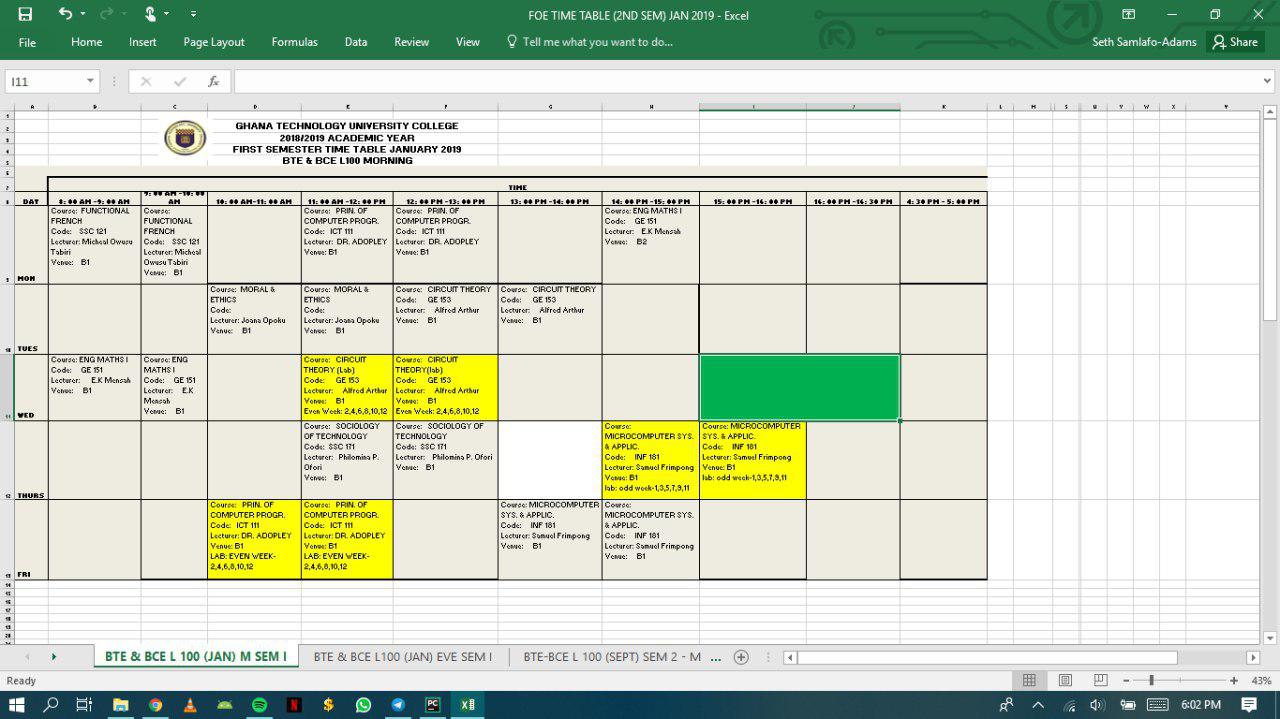 FOE TIME TABLE (2ND SEM) JAN 2019 - Excel
File Home Insert Page Layout Formulas Data Review View Tell me what you want to do...
Seth Samlafo-Adams Share
I11
fx
GHANA TECHNOLOGY UNIVERSITY COLLEGE
2018/2019 ACADEMIC YEAR
FIRST SEMESTER TIME TABLE JANUARY 2019
BTE & BCE L100 MORNING
TIME
DAY
8: 00 AM -9: 00 AM
9: 00 AM -10: 00
AM
10: 00 AM-11: 00 AM
11: 00 AM -12: 00 PM
12: 00 PM -13: 00 PM
13: 00 PM -14: 00 PM
14: 00 PM -15: 00 PM
15: 00 PM -16: 00 PM
16: 00 PM -16: 30 PM
4: 30 PM - 5: 00 PM
MON
Course: FUNCTIONAL
FRENCH
Code: SSC 121
Lecturer: Micheal Owusu
Tabiri
Venue: B1
Course:
FUNCTIONAL
FRENCH
Code: SSC 121
Lecturer: Micheal
Owusu Tabiri
Venue: B1
Course: PRIN. OF
COMPUTER PROGR.
Code: ICT 111
Lecturer: DR. ADOPLEY
Venue: B1
Course: PRIN. OF
COMPUTER PROGR.
Code: ICT 111
Lecturer: DR. ADOPLEY
Venue: B1
Course: ENG MATHS I
Code: GE 151
Lecturer: E.K Mensah
Venue: B2
TUES
Course: MORAL &
ETHICS
Code:
Lecturer: Joana Opoku
Venue: B1
Course: MORAL &
ETHICS
Code:
Lecturer: Joana Opoku
Venue: B1
Course: CIRCUIT THEORY
Code: GE 153
Lecturer: Alfred Arthur
Venue: B1
Course: CIRCUIT THEORY
Code: GE 153
Lecturer: Alfred Arthur
Venue: B1
WED
Course: ENG MATHS I
Code: GE 151
Lecturer: E.K Mensah
Venue: B1
Course: ENG
MATHS I
Code: GE 151
Lecturer: E.K
Mensah
Venue: B1
Course: CIRCUIT
THEORY (Lab)
Code: GE 153
Lecturer: Alfred Arthur
Venue: B1
Even Week: 2,4,6,8,10,12
Course: CIRCUIT
THEORY(lab)
Code: GE 153
Lecturer: Alfred Arthur
Venue: B1
Even Week: 2,4,6,8,10,12
THURS
Course: SOCIOLOGY
OF TECHNOLOGY
Code: SSC 171
Lecturer: Philomina P.
Ofori
Venue: B1
Course: SOCIOLOGY OF
TECHNOLOGY
Code: SSC 171
Lecturer: Philomina P. Ofori
Venue: B1
Course:
MICROCOMPUTER SYS.
& APPLIC.
Code: INF 181
Lecturer: Samuel Frimpong
Venue: B1
lab: odd week-1,3,5,7,9,11
Course: MICROCOMPUTER
SYS. & APPLIC.
Code: INF 181
Lecturer: Samuel Frimpong
Venue: B1
lab: odd week-1,3,5,7,9,11
FRI
Course: PRIN. OF
COMPUTER PROGR.
Code: ICT 111
Lecturer: DR. ADOPLEY
Venue: B1
LAB: EVEN WEEK-
2,4,6,8,10,12
Course: PRIN. OF
COMPUTER PROGR.
Code: ICT 111
Lecturer: DR. ADOPLEY
Venue: B1
LAB: EVEN WEEK-
2,4,6,8,10,12
Course: MICROCOMPUTER
SYS. & APPLIC.
Code: INF 181
Lecturer: Samuel Frimpong
Venue: B1
Course:
MICROCOMPUTER SYS.
& APPLIC.
Code: INF 181
Lecturer: Samuel Frimpong
Venue: B1
BTE & BCE L 100 (JAN) M SEM I
BTE & BCE L100 (JAN) EVE SEM I
BTE-BCE L 100 (SEPT) SEM 2 - M ...
Ready
43%
6:02 PM